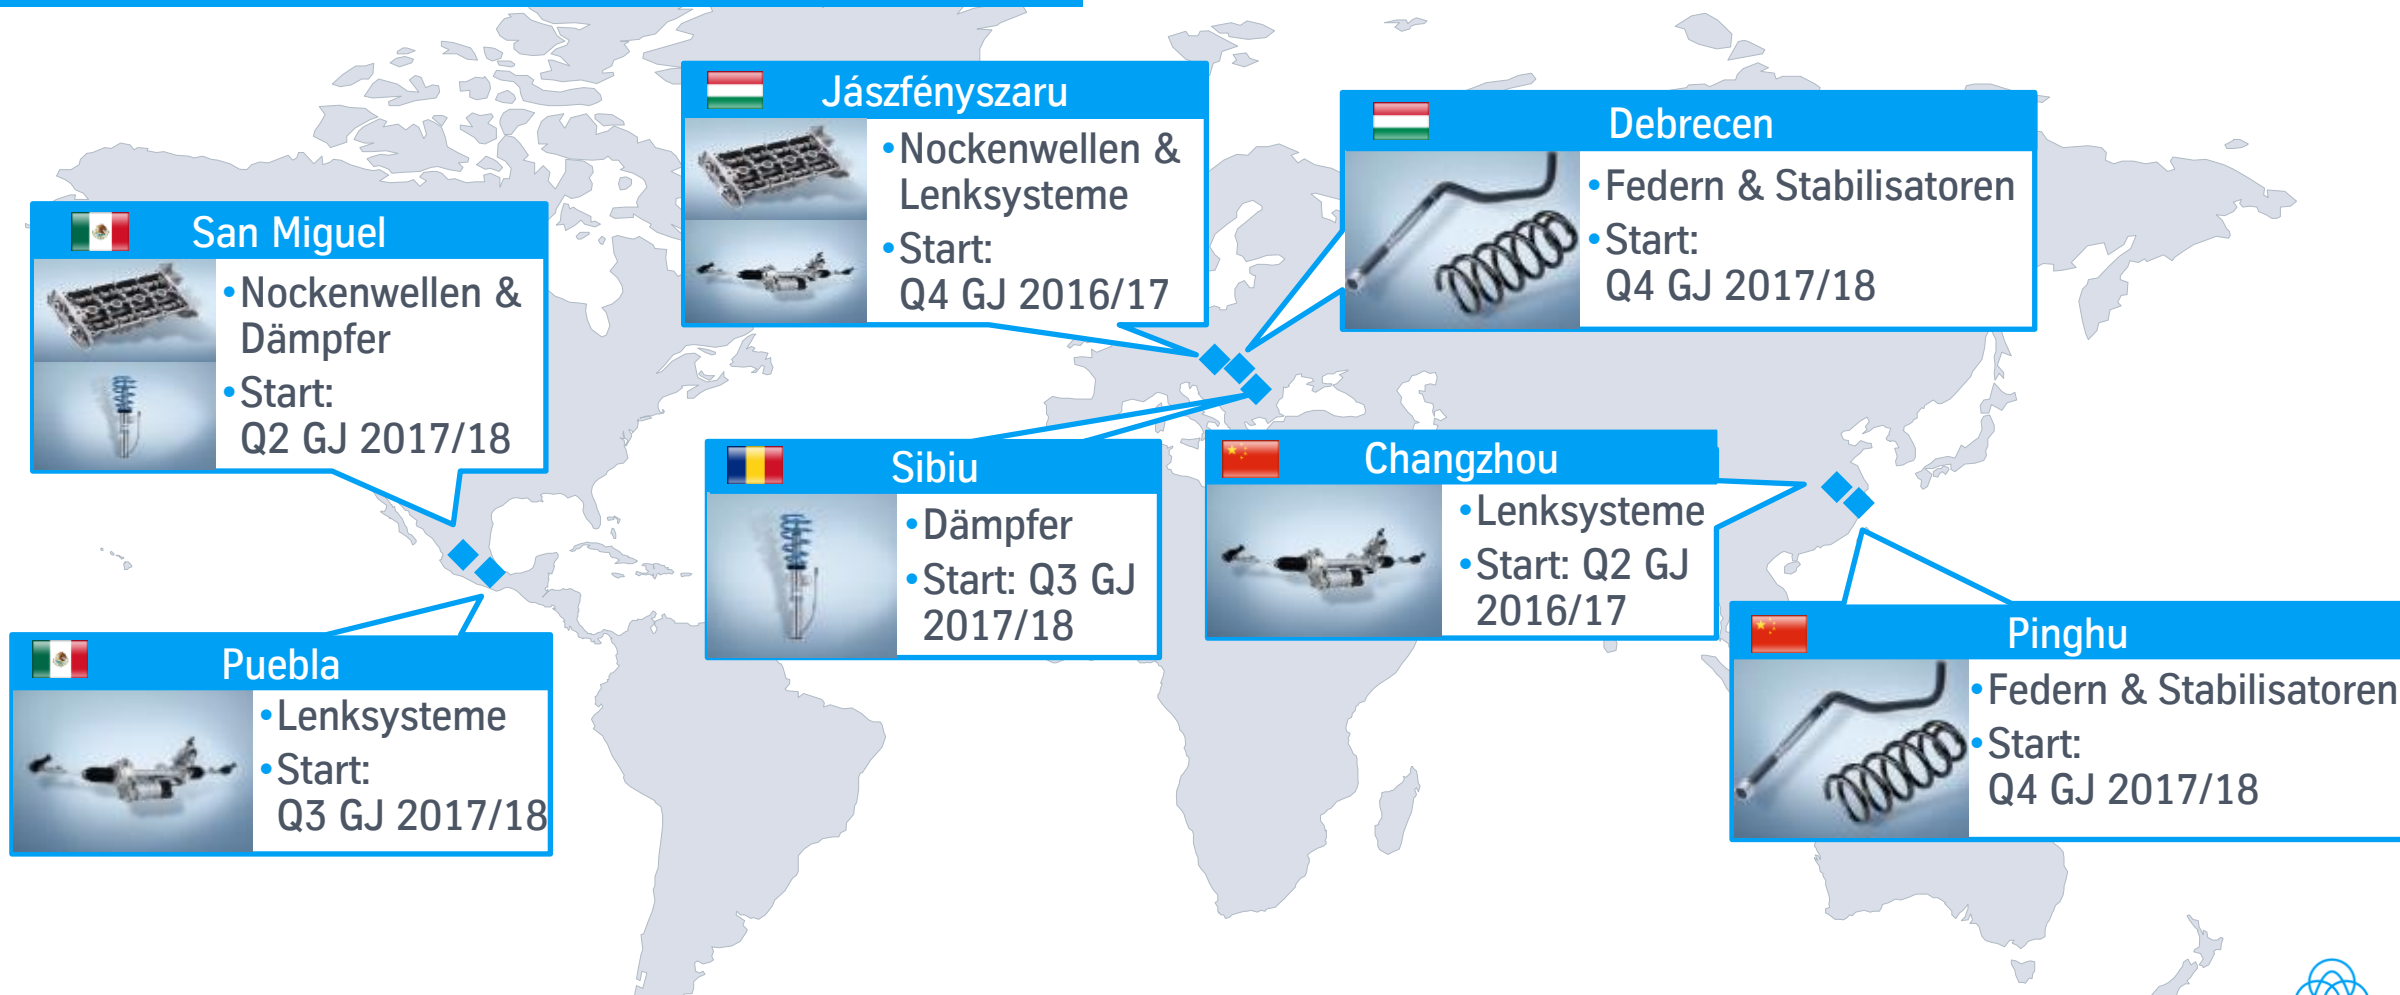 Jászfényszaru
•Nockenwellen &
Lenksysteme
•Start:
Q4 GJ 2016/17
Debrecen
•Federn & Stabilisatoren
•Start:
Q4 GJ 2017/18
San Miguel
•Nockenwellen &
Dämpfer
•Start:
Q2 GJ 2017/18
Sibiu
•Dämpfer
•Start: Q3 GJ
2017/18
Changzhou
•Lenksysteme
•Start: Q2 GJ
2016/17
Puebla
•Lenksysteme
•Start:
Q3 GJ 2017/18
Pinghu
•Federn & Stabilisatoren
•Start:
Q4 GJ 2017/18